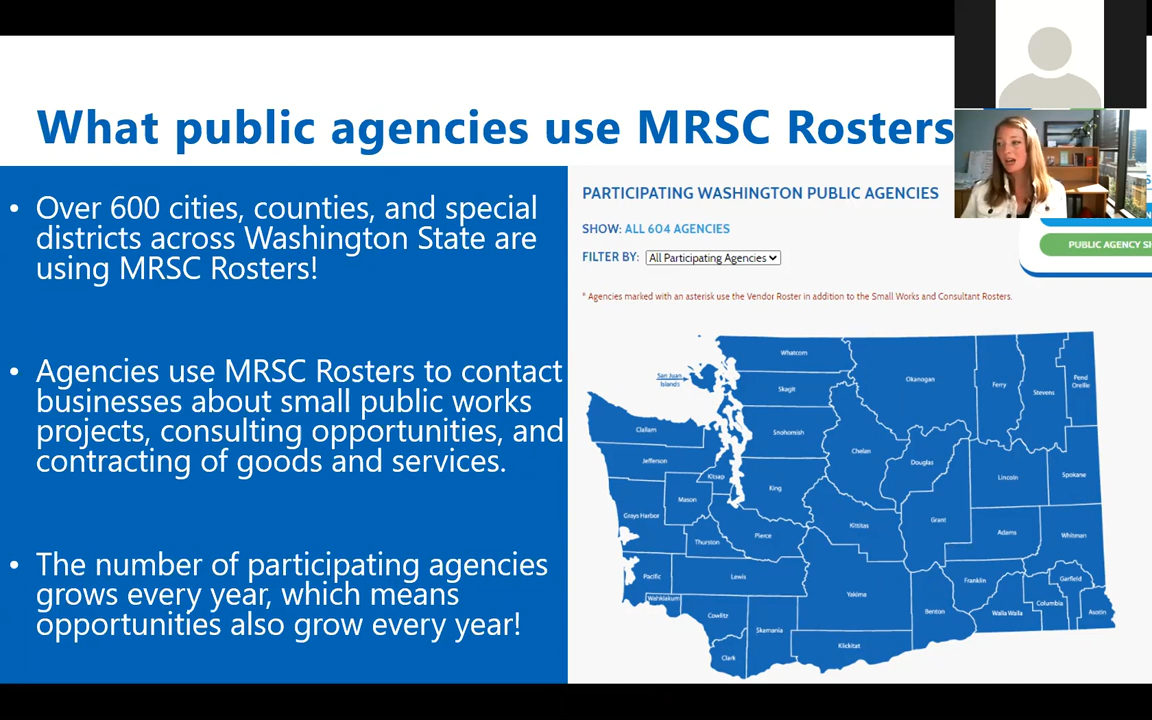 What public agencies use MRSC Rosters
• Over 600 cities, counties, and special
districts across Washington State are
using MRSC Rosters!
• Agencies use MRSC Rosters to contact
businesses about small public works
projects, consulting opportunities, and
contracting of goods and services.
• The number of participating agencies
grows every year, which means
opportunities also grow every year!
PARTICIPATING WASHINGTON PUBLIC AGENCIES
SHOW: ALL 604 AGENCIES
FILTER BY: All Participating Agencies
* Agencies marked with an asterisk use the Vendor Roster in addition to the Small Works and Consultant Rosters.
PUBLIC AGENCY
Whatcom
San Juan
Islands
Skagit
Okanogan
Ferry
Stevens
Pend
Oreille
Clallam
Snohomish
Chelan
Douglas
Jefferson
Kitsap
King
Lincoln
Spokane
Mason
Grays Harbor
Kittitas
Grant
Thurston
Pierce
Adams
Whitman
Pacific
Lewis
Yakima
Franklin
Garfield
Wahkiakum
Cowlitz
Benton
Walla Walla
Columbia
Asotin
Skamania
Klickitat
Clark